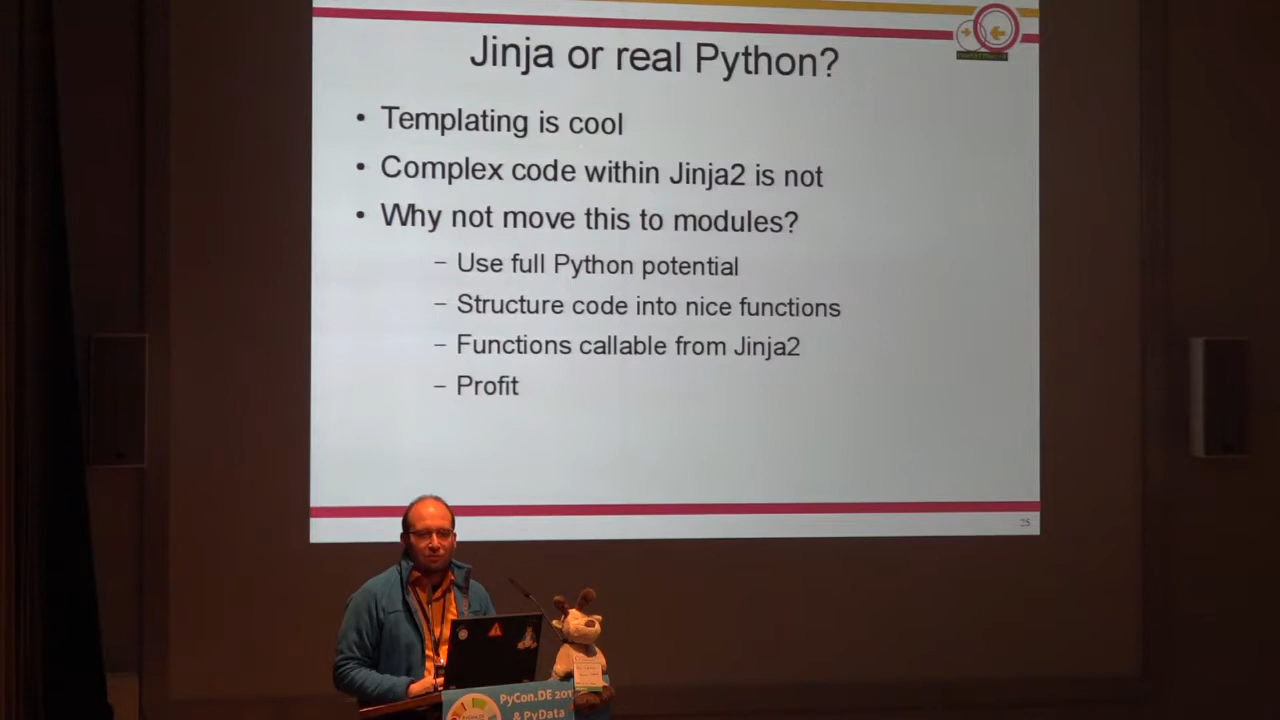 Jinja or real Python?
• Templating is cool
• Complex code within Jinja2 is not
• Why not move this to modules?
– Use full Python potential
– Structure code into nice functions
– Functions callable from Jinja2
– Profit
25
PyCon.DE 201
& PyData